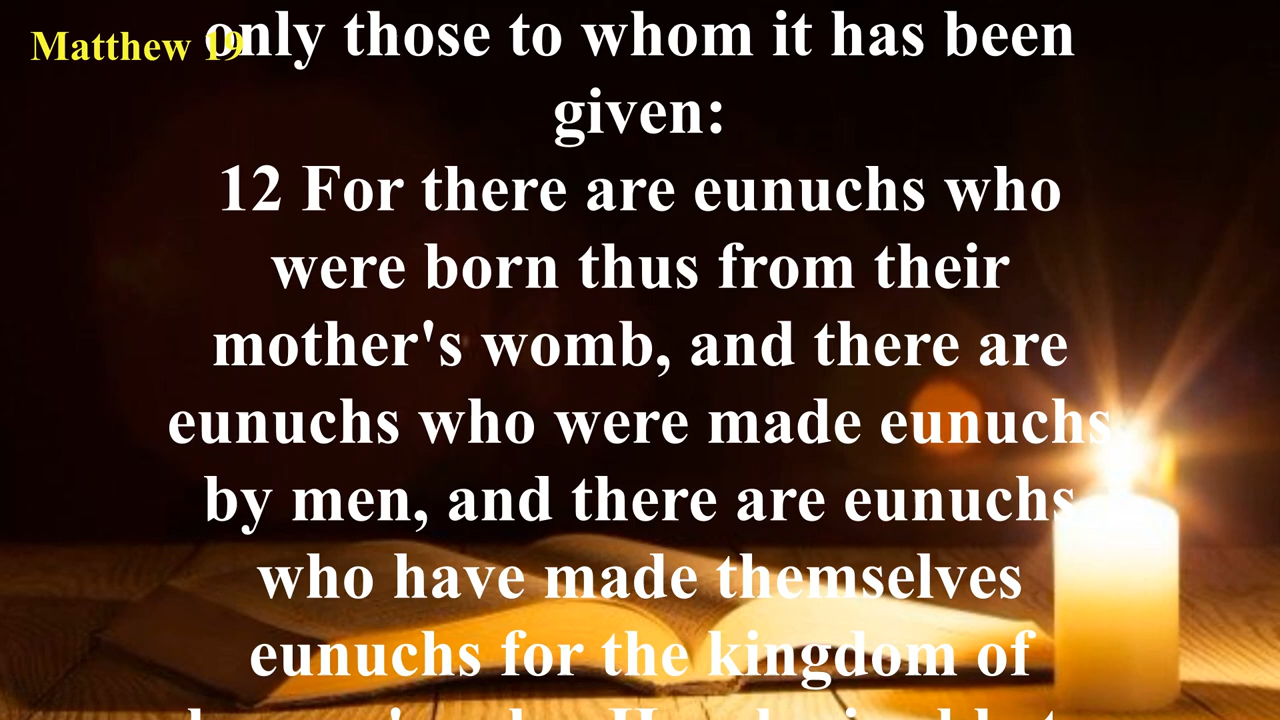 Matthew 19
only those to whom it has been
given:
12 For there are eunuchs who
were born thus from their
mother's womb, and there are
eunuchs who were made eunuchs
by men, and there are eunuchs
who have made themselves
eunuchs for the kingdom of